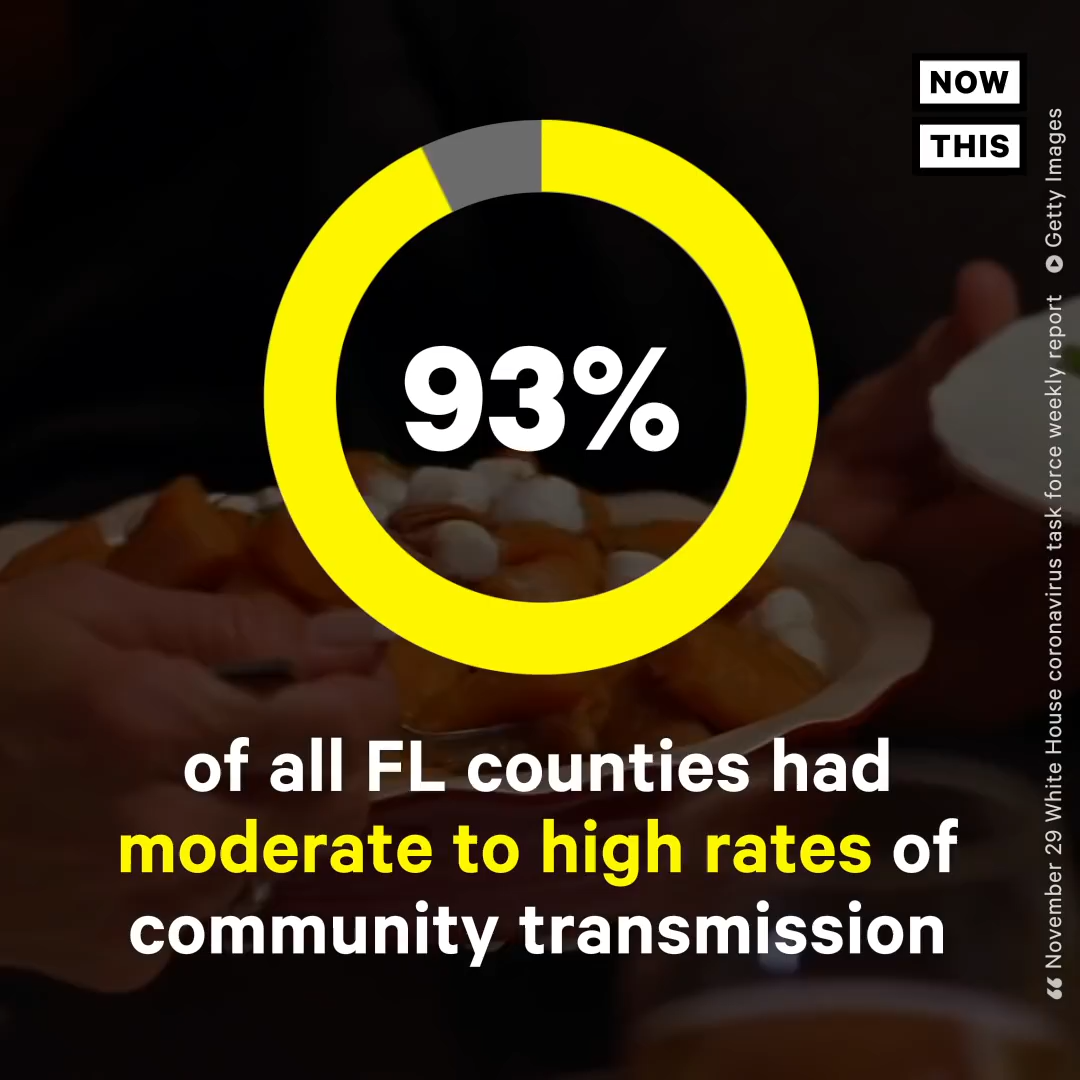 NOW
THIS
93%
of all FL counties had
moderate to high rates of
community transmission
Getty Images
“ November 29 White House coronavirus task force weekly report